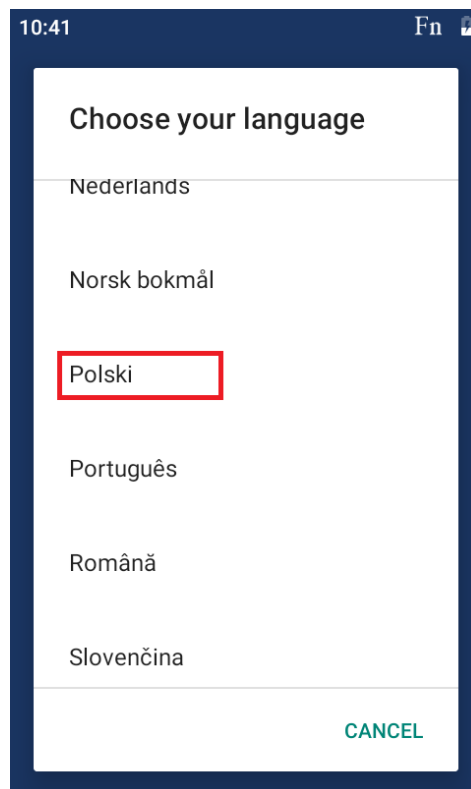 10:41 Fn
Choose your language
Nederlands
Norsk bokmål
Polski
Português
Română
Slovenčina
CANCEL